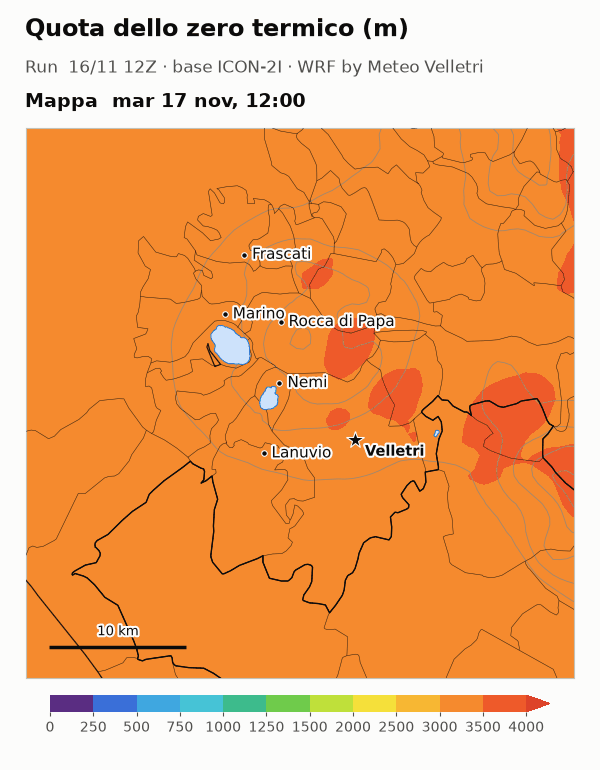 Quota dello zero termico (m)
Run  16/11 12Z · base ICON-2I · WRF by Meteo Velletri
Mappa  mar 17 nov, 12:00
Frascati
Marino
Rocca di Papa
Nemi
Velletri
Lanuvio
10 km
0 250 500 750 1000 1250 1500 2000 2500 3000 3500 4000